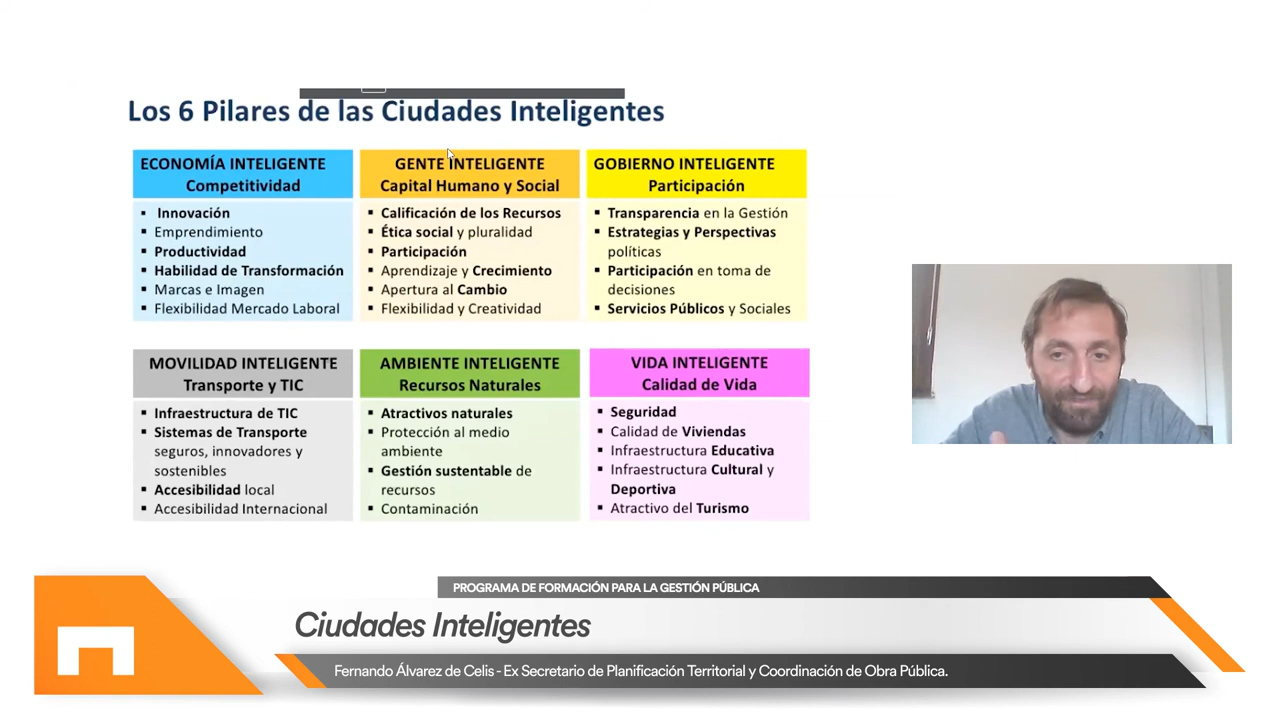 Los 6 Pilares de las Ciudades Inteligentes
ECONOMÍA INTELIGENTE
Competitividad
▪ Innovación
▪ Emprendimiento
▪ Productividad
▪ Habilidad de Transformación
▪ Marcas e Imagen
▪ Flexibilidad Mercado Laboral
GENTE INTELIGENTE
Capital Humano y Social
▪ Calificación de los Recursos
▪ Ética social y pluralidad
▪ Participación
▪ Aprendizaje y Crecimiento
▪ Apertura al Cambio
▪ Flexibilidad y Creatividad
GOBIERNO INTELIGENTE
Participación
▪ Transparencia en la Gestión
▪ Estrategias y Perspectivas
políticas
▪ Participación en toma de
decisiones
▪ Servicios Públicos y Sociales
MOVILIDAD INTELIGENTE
Transporte y TIC
▪ Infraestructura de TIC
▪ Sistemas de Transporte
seguros, innovadores y
sostenibles
▪ Accesibilidad local
▪ Accesibilidad Internacional
AMBIENTE INTELIGENTE
Recursos Naturales
▪ Atractivos naturales
▪ Protección al medio
ambiente
▪ Gestión sustentable de
recursos
▪ Contaminación
VIDA INTELIGENTE
Calidad de Vida
▪ Seguridad
▪ Calidad de Viviendas
▪ Infraestructura Educativa
▪ Infraestructura Cultural y
Deportiva
▪ Atractivo del Turismo
PROGRAMA DE FORMACIÓN PARA LA GESTIÓN PÚBLICA
Ciudades Inteligentes
Fernando Álvarez de Celis - Ex Secretario de Planificación Territorial y Coordinación de Obra Pública.